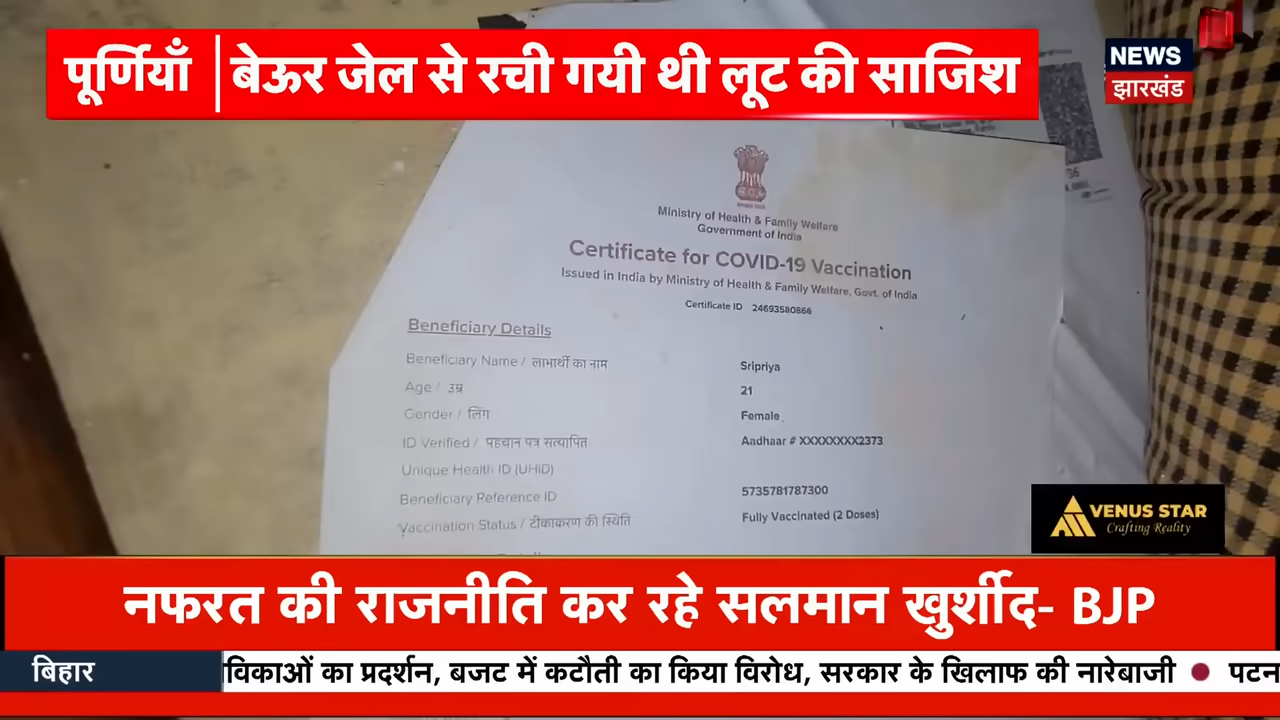 पूर्णियाँ
बेऊर जेल से रची गयी थी लूट की साजिश
NEWS
झारखंड
Ministry of Health & Family Welfare
Government of India
Certificate for COVID-19 Vaccination
Issued in India by Ministry of Health & Family Welfare, Govt. of India
Certificate ID 24693580866
Beneficiary Details
Beneficiary Name / लाभार्थी का नाम Sripriya
Age / उम्र 21
Gender / लिंग Female
ID Verified / पहचान पत्र सत्यापित Aadhaar # XXXXXXXX2373
Unique Health ID (UHID)
Beneficiary Reference ID 5735781787300
Vaccination Status / टीकाकरण की स्थिति Fully Vaccinated (2 Doses)
VENUS STAR
Crafting Reality
नफरत की राजनीति कर रहे सलमान खुर्शीद- BJP
बिहार
विकाओं का प्रदर्शन, बजट में कटौती का किया विरोध, सरकार के खिलाफ की नारेबाजी ● पटन